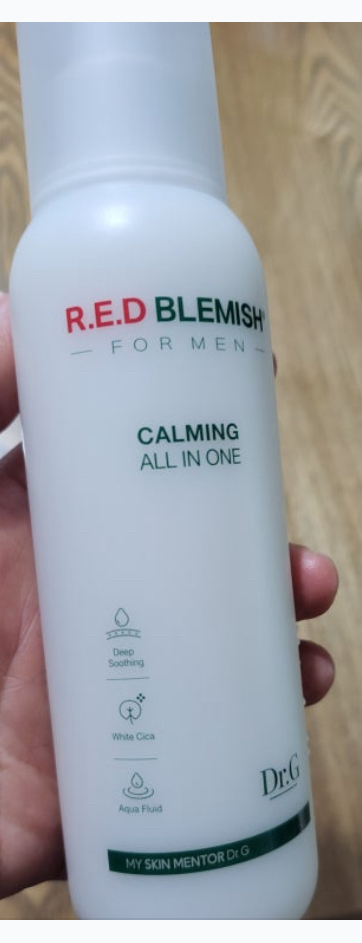 R.E.D BLEMISH®
FOR MEN
CALMING
ALL IN ONE
Deep
Soothing
White Cica
Aqua Fluid
Dr.G
MY SKIN MENTOR Dr.G